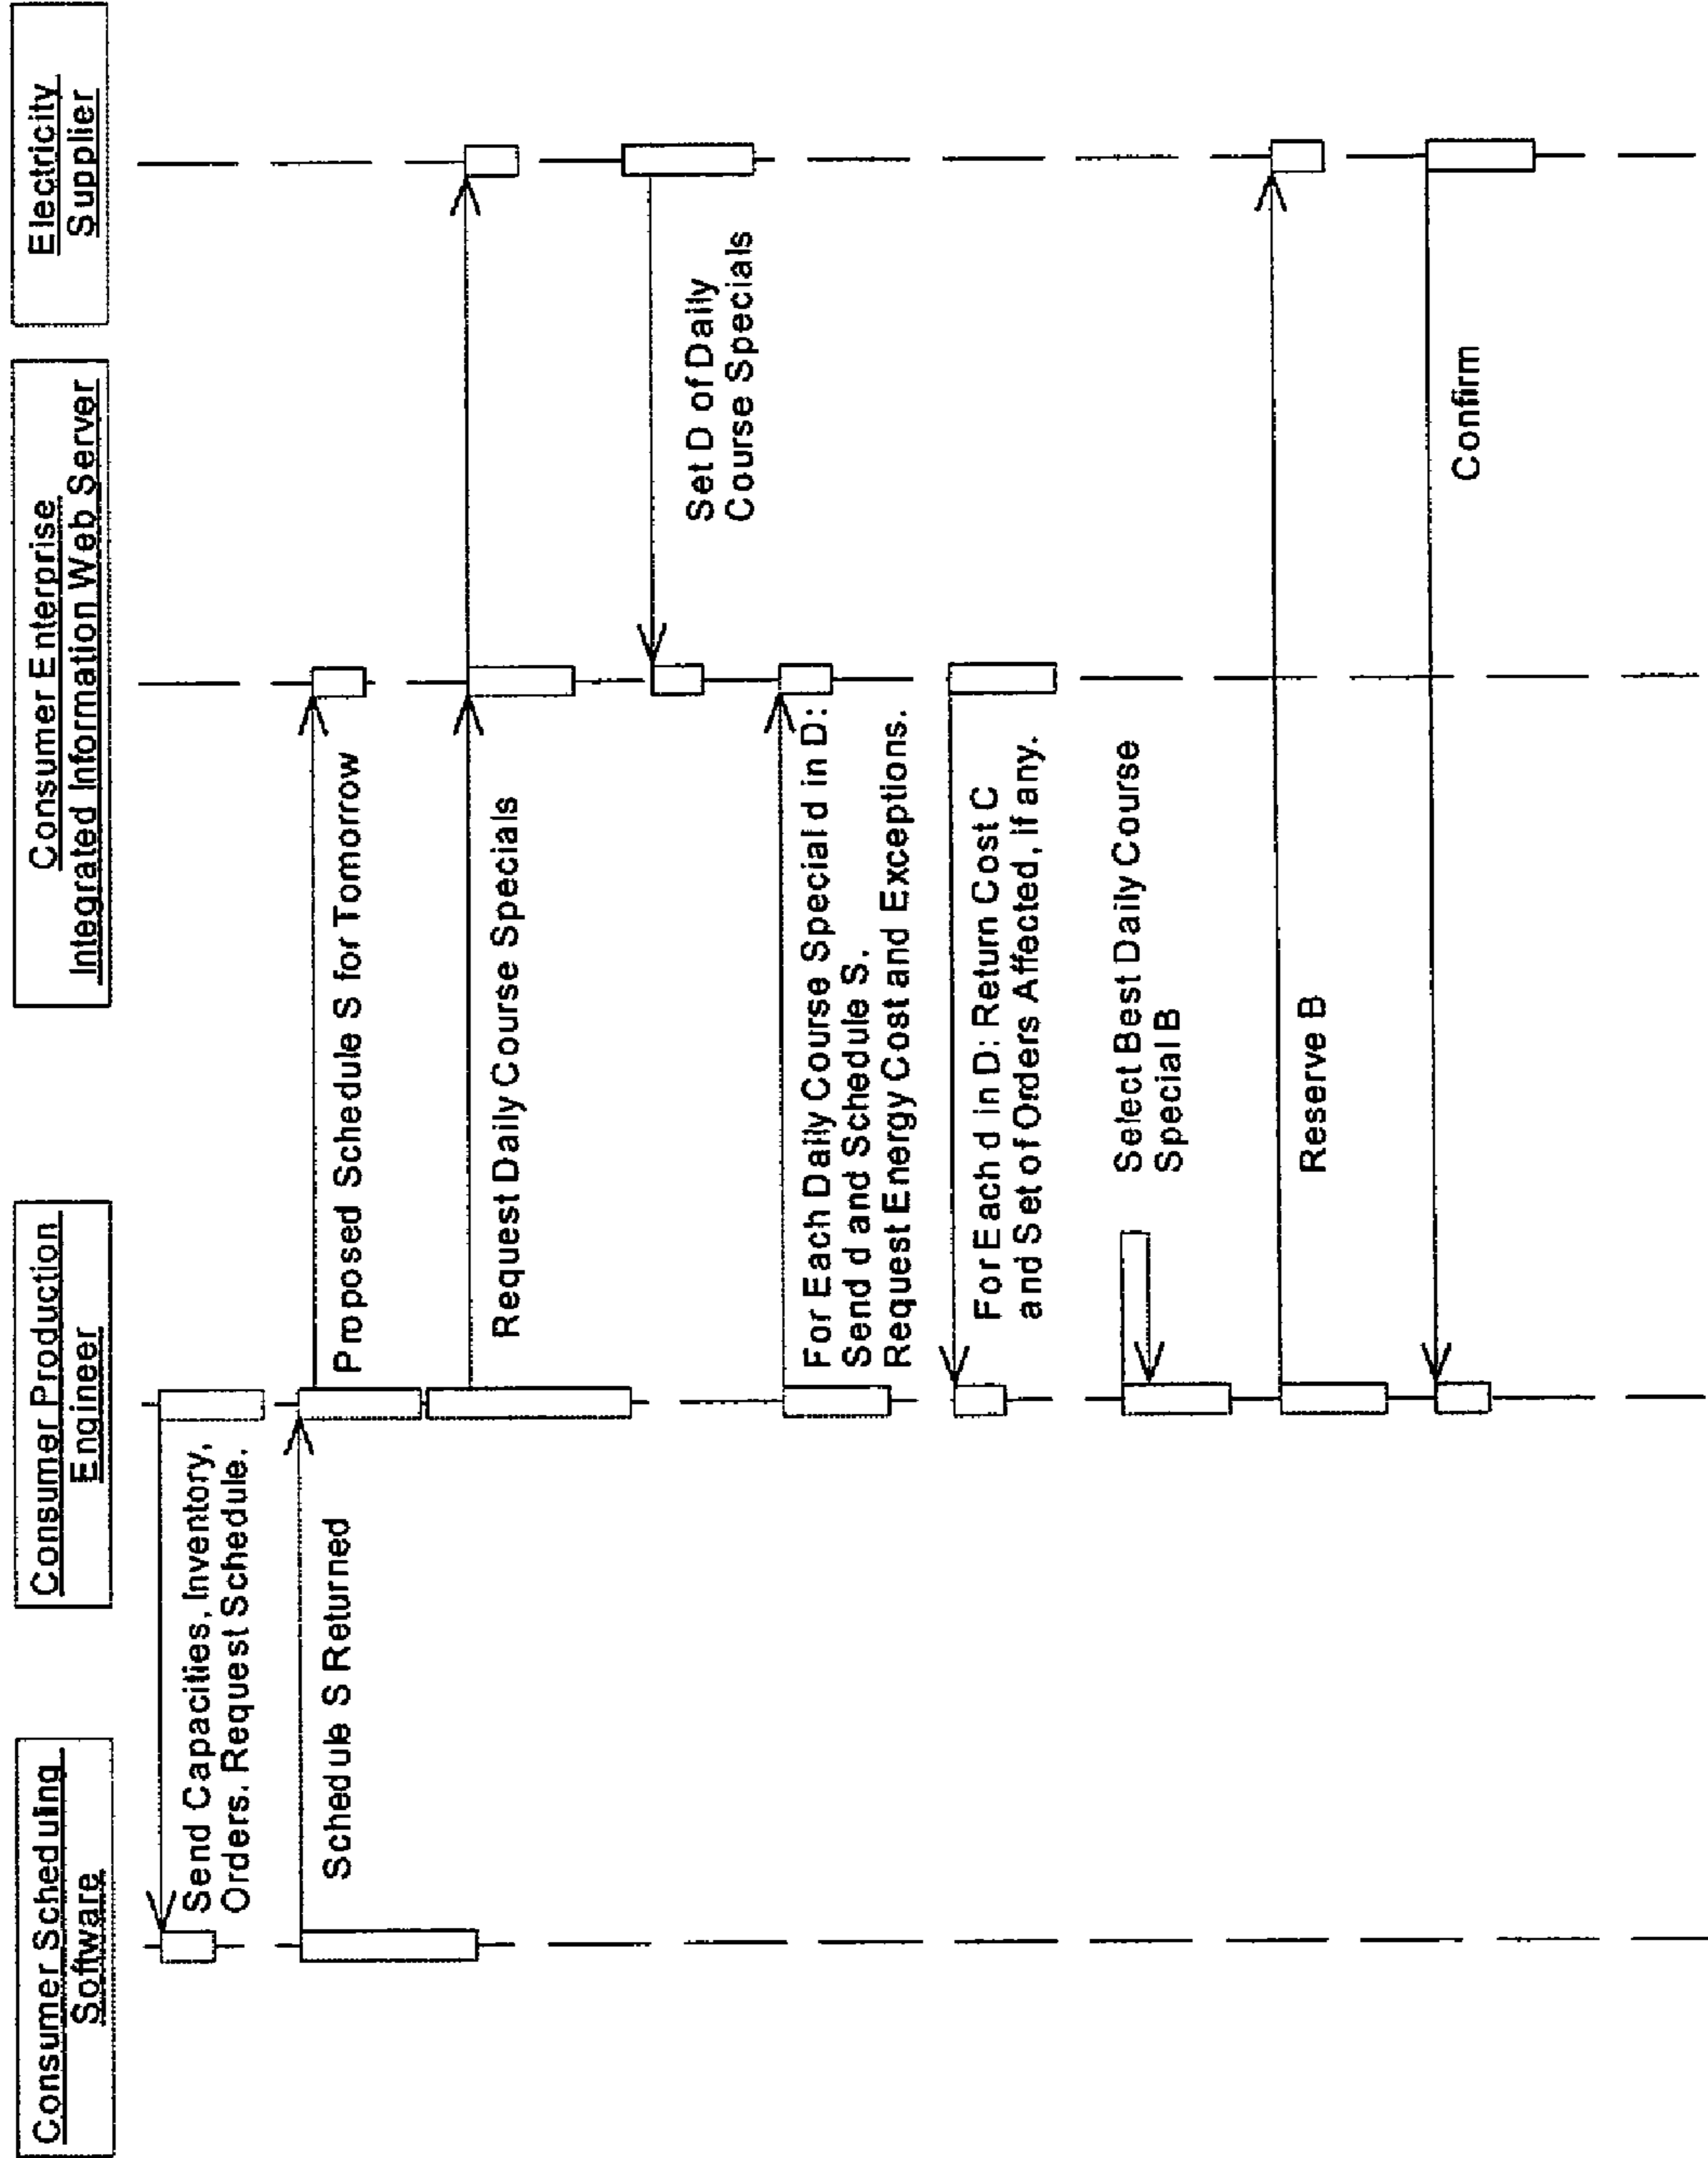 Consumer Scheduling
Software
Consumer Production
Engineer
Consumer Enterprise
Integrated Information Web Server
Electricity
Supplier
Send Capacities, Inventory,
Orders. Request Schedule.
Schedule S Returned
Proposed Schedule S for Tomorrow
Request Daily Course Specials
Set D of Daily
Course Specials
For Each Daily Course Special d in D:
Send d and Schedule S.
Request Energy Cost and Exceptions.
For Each d in D: Return Cost C
and Set of Orders Affected, if any.
Select Best Daily Course
Special B
Reserve B
Confirm